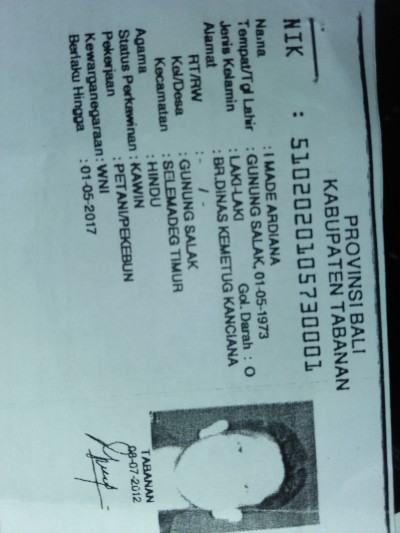 PROVINSI BALI
KABUPATEN TABANAN
NIK : 5102020105730001
Nama : I MADE ARDIANA
Tempat/Tgl Lahir : GUNUNG SALAK, 01-05-1973
Jenis Kelamin : LAKI-LAKI Gol. Darah : O
Alamat : BR.DINAS KEMETUG KANCIANA
RT/RW : - / -
Kel/Desa : GUNUNG SALAK
Kecamatan : SELEMADEG TIMUR
Agama : HINDU
Status Perkawinan : KAWIN
Pekerjaan : PETANI/PEKEBUN
Kewarganegaraan : WNI
Berlaku Hingga : 01-05-2017
TABANAN
08-07-2012